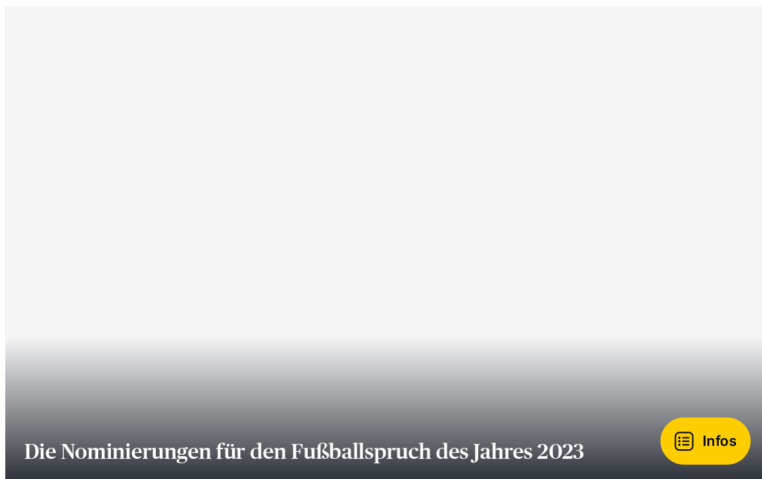 Die Nominierungen für den Fußballspruch des Jahres 2023
Infos